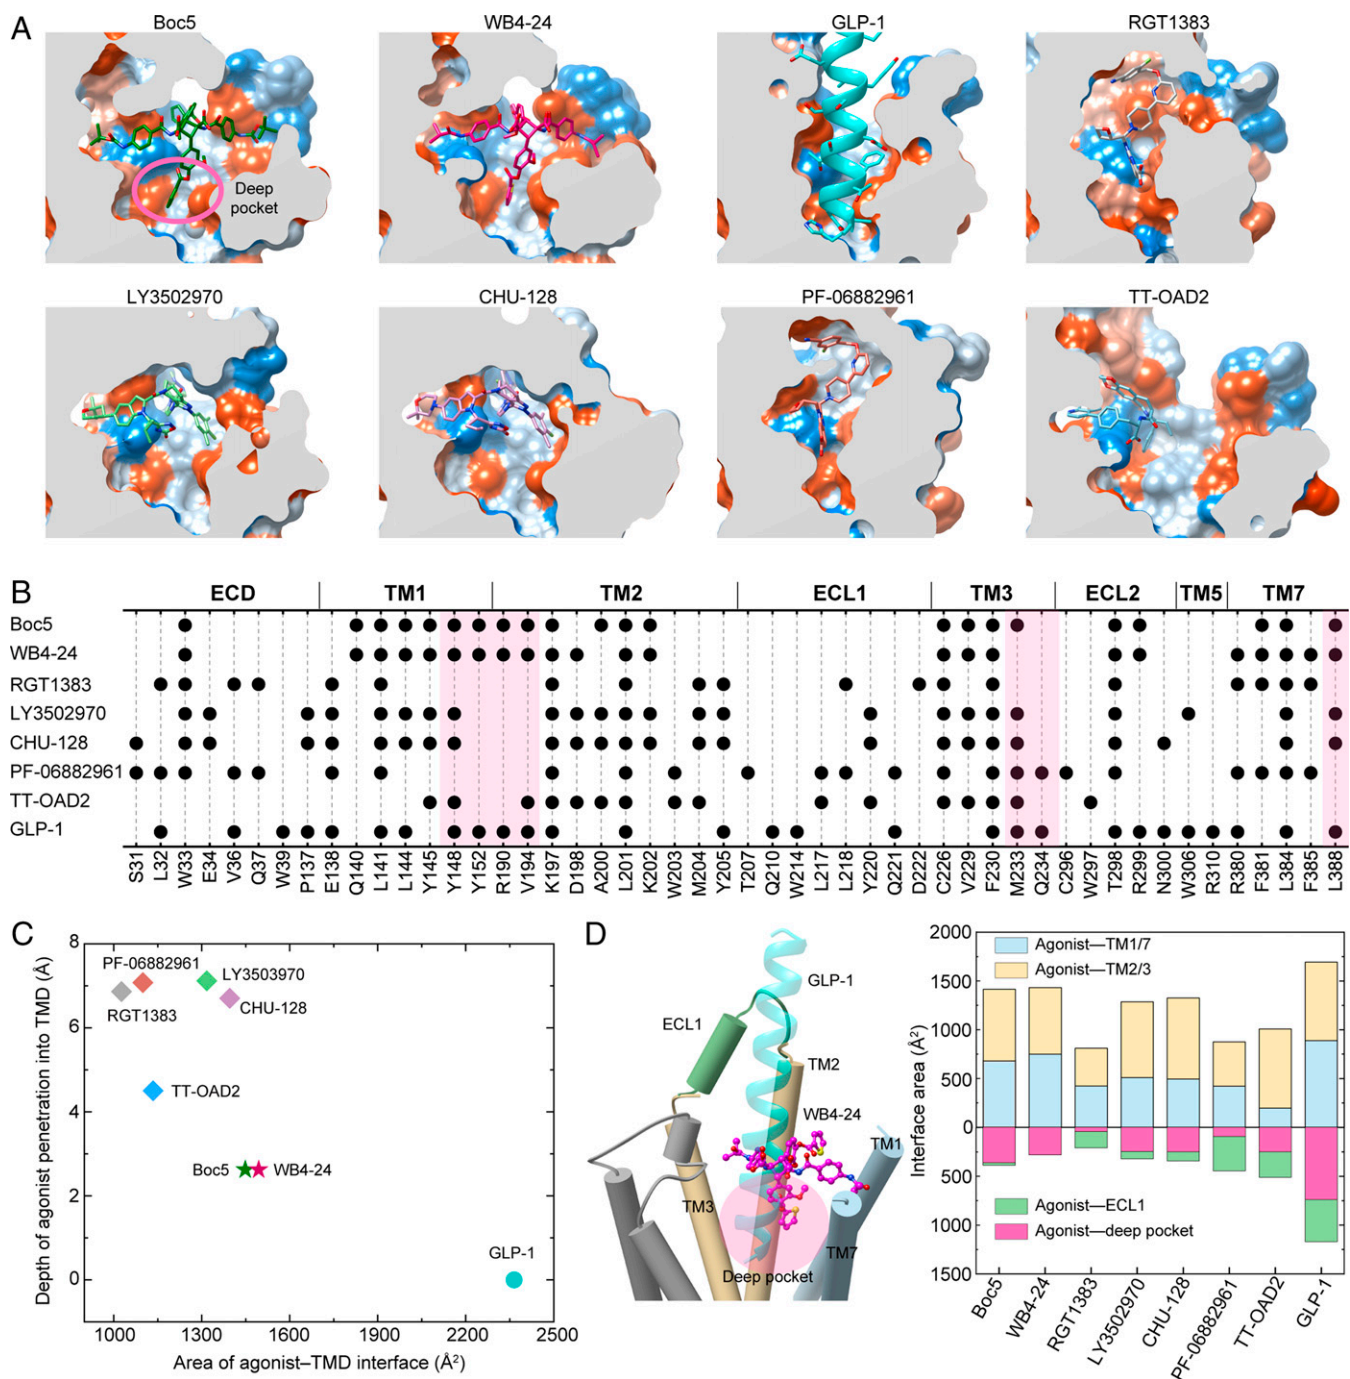 A
Boc5
WB4-24
GLP-1
RGT1383
Deep
pocket
LY3502970
CHU-128
PF-06882961
TT-OAD2
B
ECD TM1 TM2 ECL1 TM3 ECL2 TM5 TM7
Boc5
WB4-24
RGT1383
LY3502970
CHU-128
PF-06882961
TT-OAD2
GLP-1
S31 L32 W33 E34 V36 Q37 W39 P137 E138 Q140 L141 L144 Y145 Y148 Y152 R190 V194 K197 D198 A200 L201 K202 W203 M204 Y205 T207 Q210 W214 L217 L218 Y220 Q221 D222 C226 V229 F230 M233 Q234 C296 W297 T298 R299 N300 W306 R310 R380 F381 L384 F385 L388
C
Depth of agonist penetration into TMD (Å)
8
6
4
2
0
PF-06882961
LY3503970
RGT1383
CHU-128
TT-OAD2
Boc5
WB4-24
GLP-1
1000 1300 1600 1900 2200 2500
Area of agonist–TMD interface (Å²)
D
GLP-1
ECL1
TM2
WB4-24
TM1
TM3
TM7
Deep pocket
Interface area (Å²)
2000
1500
1000
500
0
500
1000
1500
Agonist—TM1/7
Agonist—TM2/3
Agonist—ECL1
Agonist—deep pocket
Boc5
WB4-24
RGT1383
LY3502970
CHU-128
PF-06882961
TT-OAD2
GLP-1